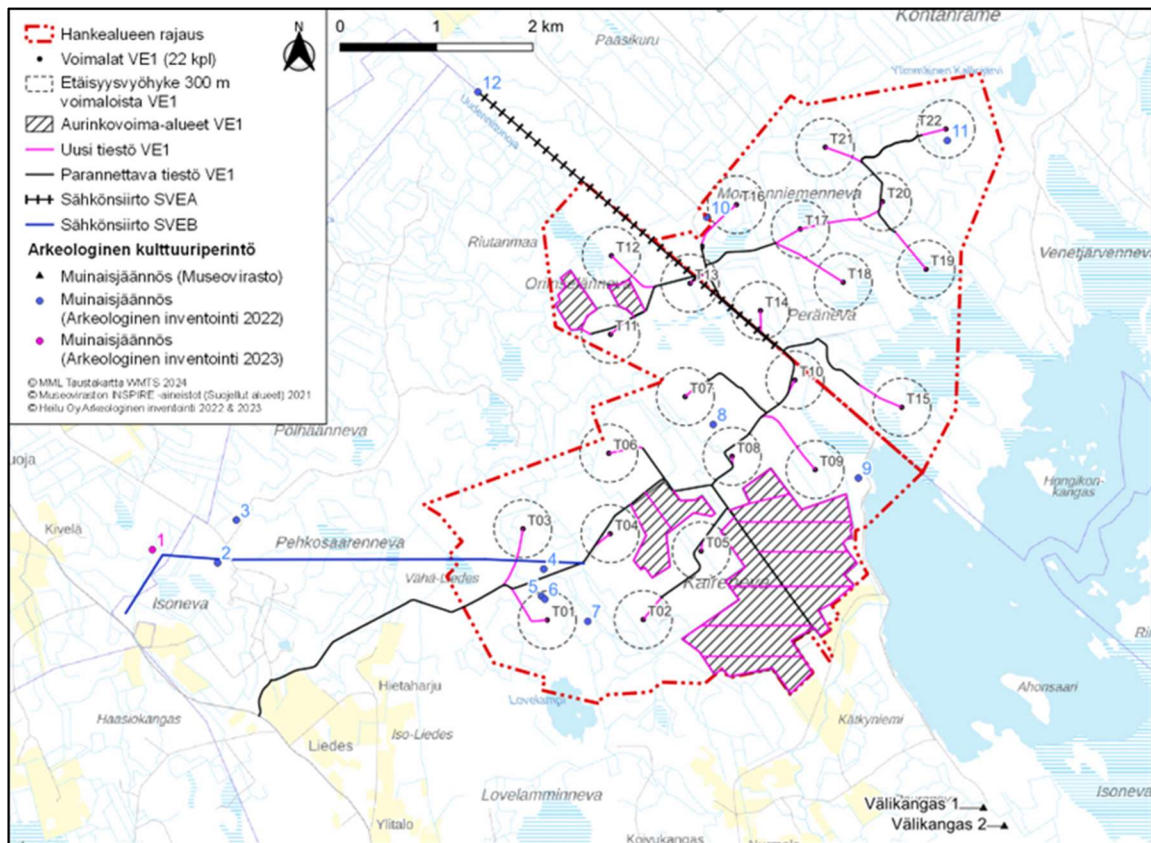 Hankealueen rajaus
Voimalat VE1 (22 kpl)
Etäisyysvyöhyke 300 m
voimaloista VE1
Aurinkovoima-alueet VE1
Uusi tiestö VE1
Parannettava tiestö VE1
Sähkönsiirto SVEA
Sähkönsiirto SVEB
Arkeologinen kulttuuriperintö
Muinaisjäännös (Museovirasto)
Muinaisjäännös
(Arkeologinen inventointi 2022)
Muinaisjäännös
(Arkeologinen inventointi 2023)
© MML Taustakartta WMTS 2024
© Museoviraston INSPIRE -aineistot (Suojellut alueet) 2021
© Heilu Oy Arkeologinen inventointi 2022 & 2023
N
0 1 2 km
Pääsikuru
Kontanräme
12
T22
11
T21
T20
T16
10
T17
Riutanmaa
T12
Venetjärvenneva
T19
T13
T18
T14
Peräneva
T11
T10
T07
T15
Pölhäänneva
8
T06
T08
T09
9
Hongikon-
kangas
3
T03
T04
Kivelä
1
Pehkosaarenneva
T05
2
4
Vähä-Liedes
5
6
Isoneva
T01
7
T02
Hietaharju
Lovelampi
Ahonsaari
Haasiokangas
Iso-Liedes
Kätkyniemi
Liedes
Lovelamminneva
Isoneva
Välikangas 1
Välikangas 2
Ylitalo
Koivukangas